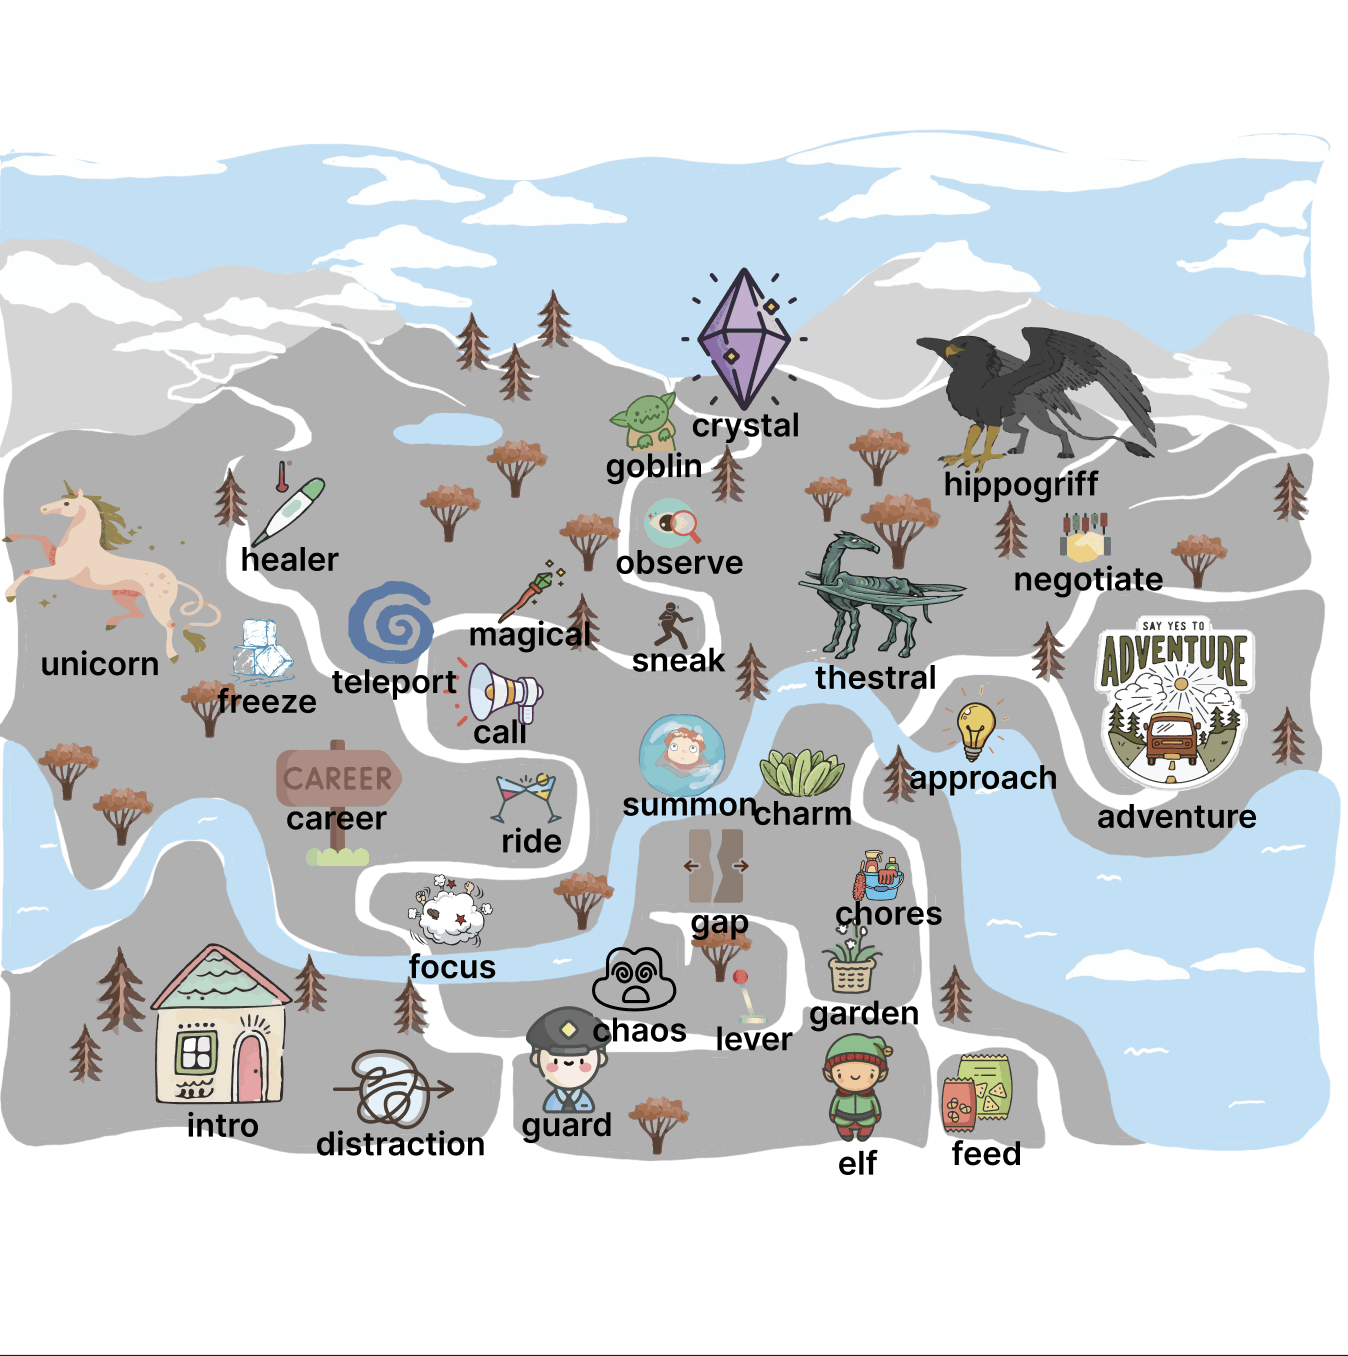 crystal
goblin
hippogriff
healer
observe
negotiate
magical
sneak
unicorn
teleport
thestral
freeze
call
SAY YES TO
ADVENTURE
CAREER
career
ride
summon
charm
approach
adventure
gap
chores
focus
chaos
lever
garden
intro
distraction
guard
elf
feed